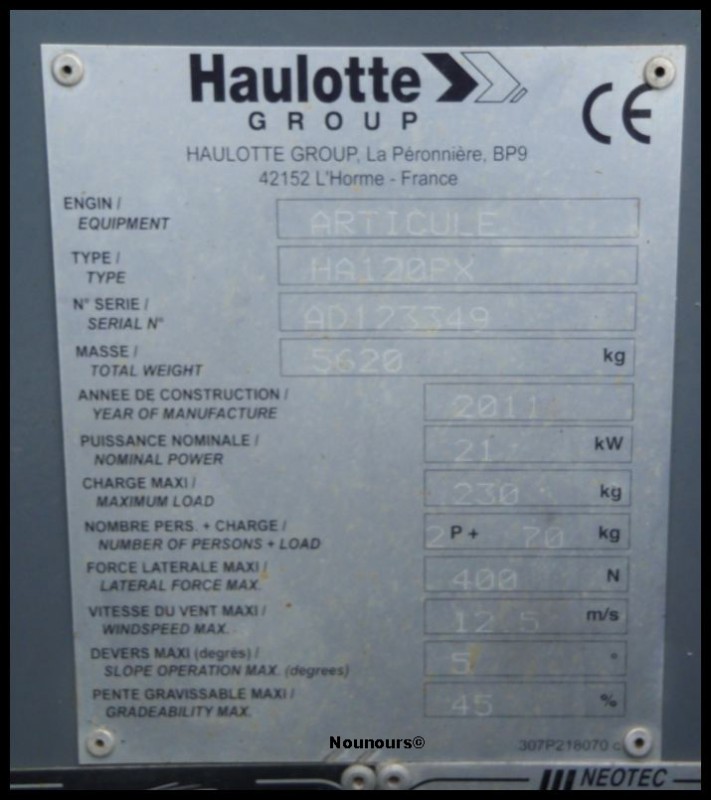 Haulotte
GROUP
CE
HAULOTTE GROUP, La Péronnière, BP9
42152 L'Horme - France
ENGIN /
EQUIPMENT
ARTICULE
TYPE /
TYPE
HA120PX
N° SERIE /
SERIAL N°
AD123349
MASSE /
TOTAL WEIGHT
5620 kg
ANNEE DE CONSTRUCTION /
YEAR OF MANUFACTURE
2011
PUISSANCE NOMINALE /
NOMINAL POWER
21 kW
CHARGE MAXI /
MAXIMUM LOAD
230 kg
NOMBRE PERS. + CHARGE /
NUMBER OF PERSONS + LOAD
2 P + 70 kg
FORCE LATERALE MAXI /
LATERAL FORCE MAX.
400 N
VITESSE DU VENT MAXI /
WINDSPEED MAX.
12.5 m/s
DEVERS MAXI (degrés) /
SLOPE OPERATION MAX. (degrees)
5 °
PENTE GRAVISSABLE MAXI /
GRADEABILITY MAX.
45 %
Nounours©
307P218070 c
NEOTEC